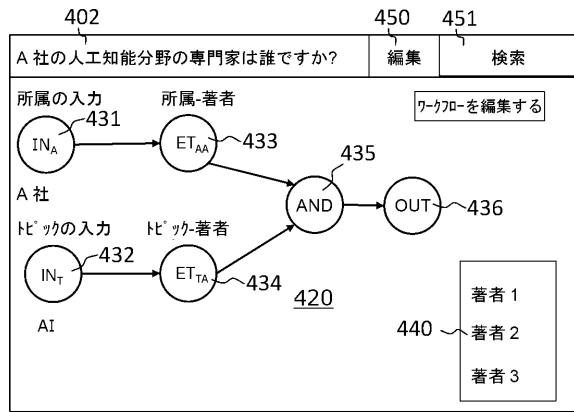 402
450
451
A 社の人工知能分野の専門家は誰ですか?
編集
検索
所属の入力
所属-著者
ワークフローを編集する
431
433
INA
ETAA
435
A 社
AND
OUT
436
トピックの入力
トピック-著者
432
INT
ETTA
434
420
AI
著者 1
440
著者 2
著者 3